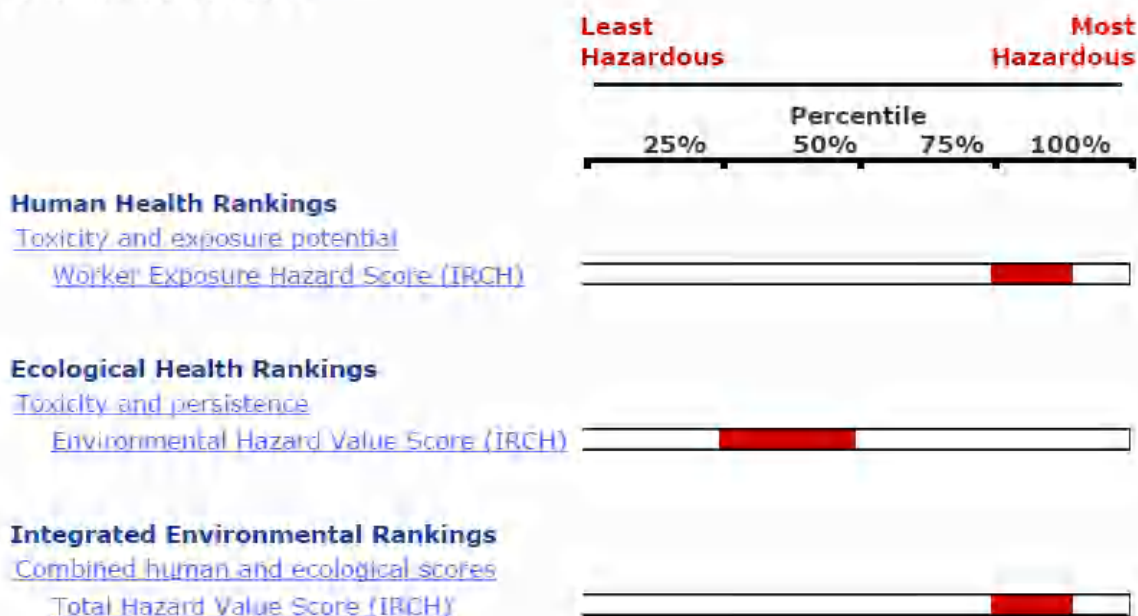 Least Most
Hazardous Hazardous
Percentile
25% 50% 75% 100%
Human Health Rankings
Toxicity and exposure potential
Worker Exposure Hazard Score (IRCH)
Ecological Health Rankings
Toxicity and persistence
Environmental Hazard Value Score (IRCH)
Integrated Environmental Rankings
Combined human and ecological scores
Total Hazard Value Score (IRCH)